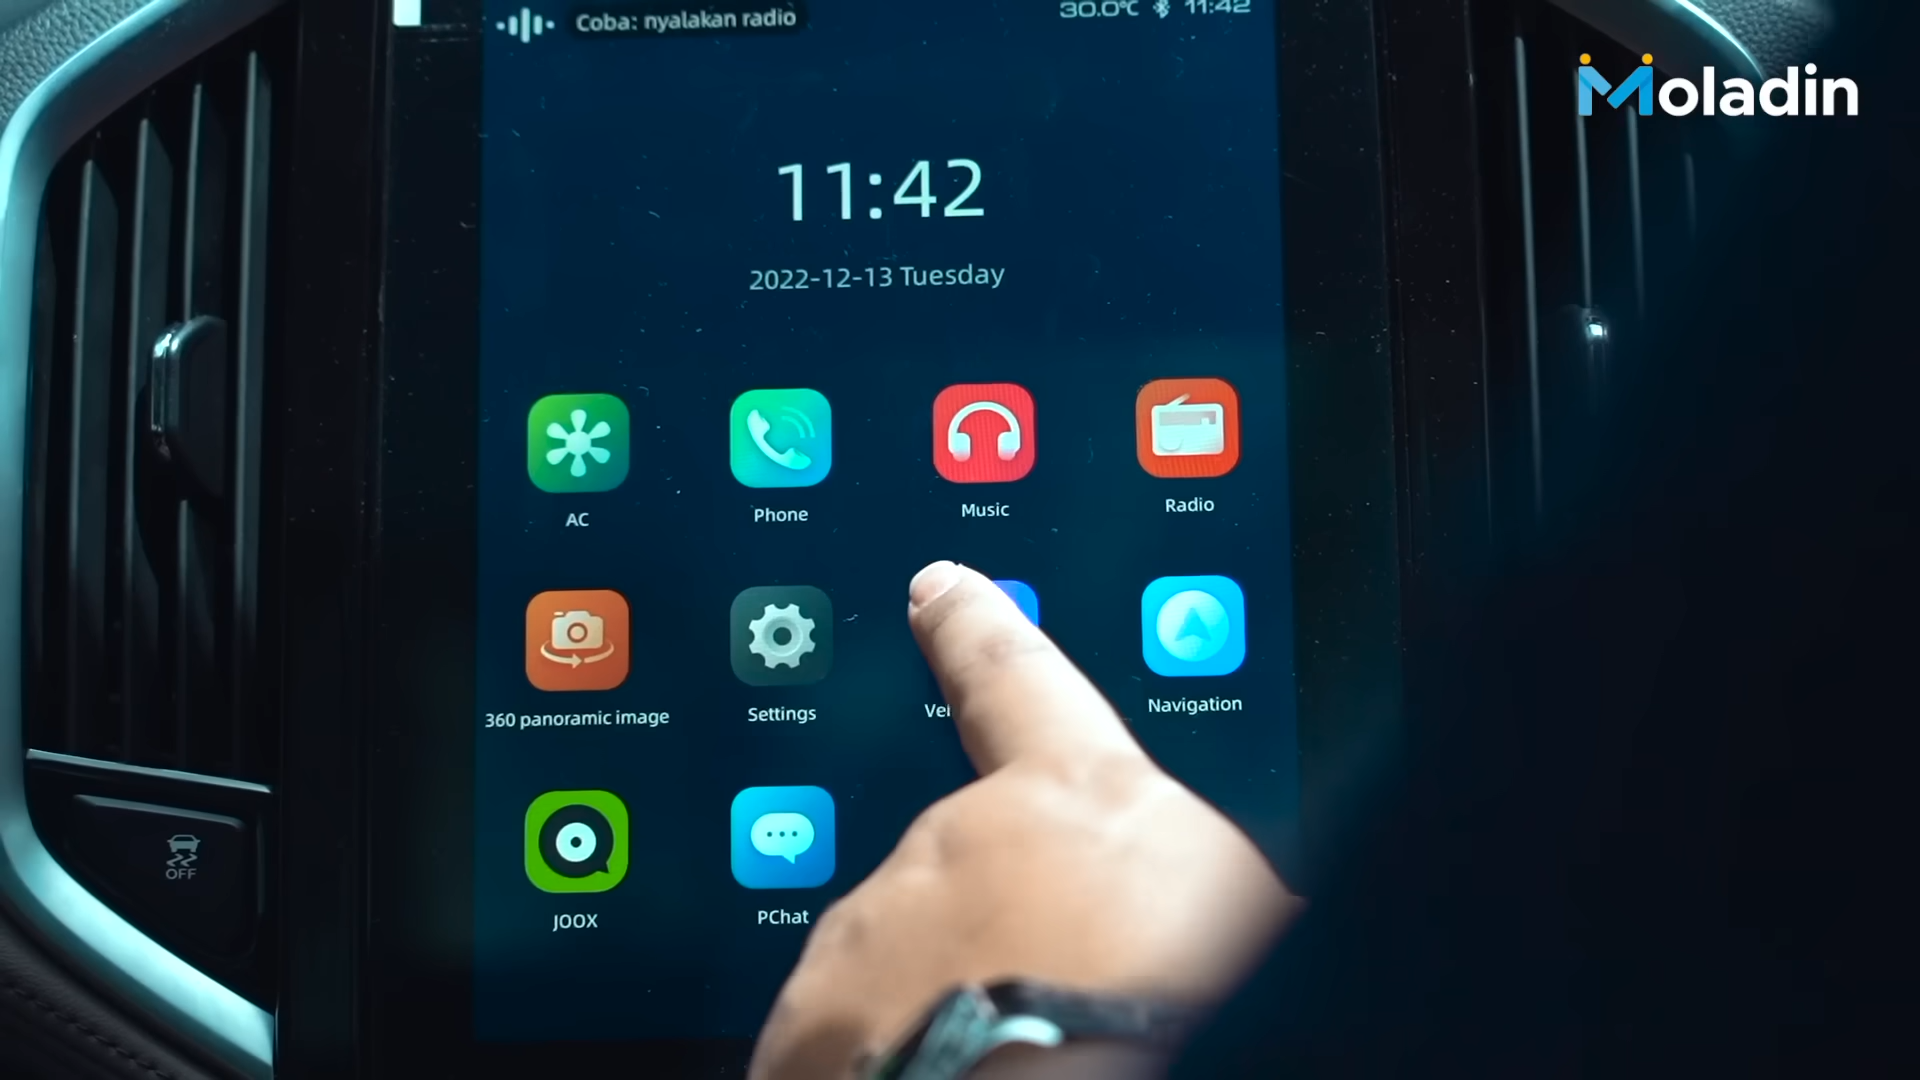 Coba: nyalakan radio
30.0°C 11:42
Moladin
11:42
2022-12-13 Tuesday
AC
Phone
Music
Radio
360 panoramic image
Settings
Navigation
JOOX
PChat
OFF